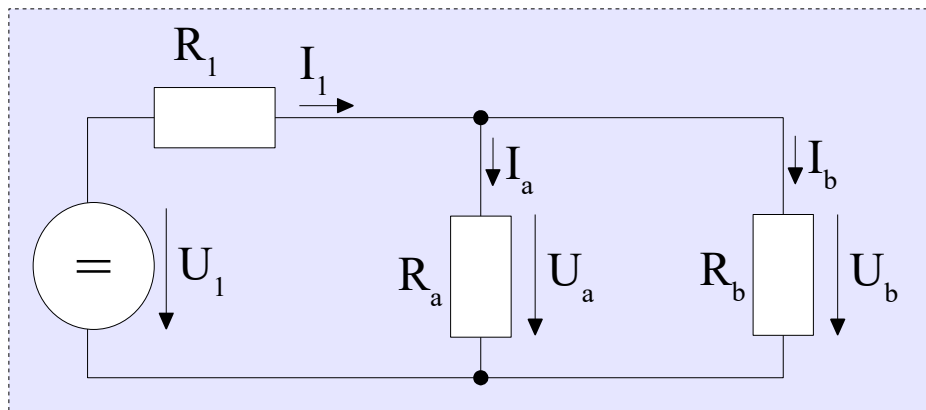 R1
I1
Ia
Ib
=
U1
Ra
Ua
Rb
Ub